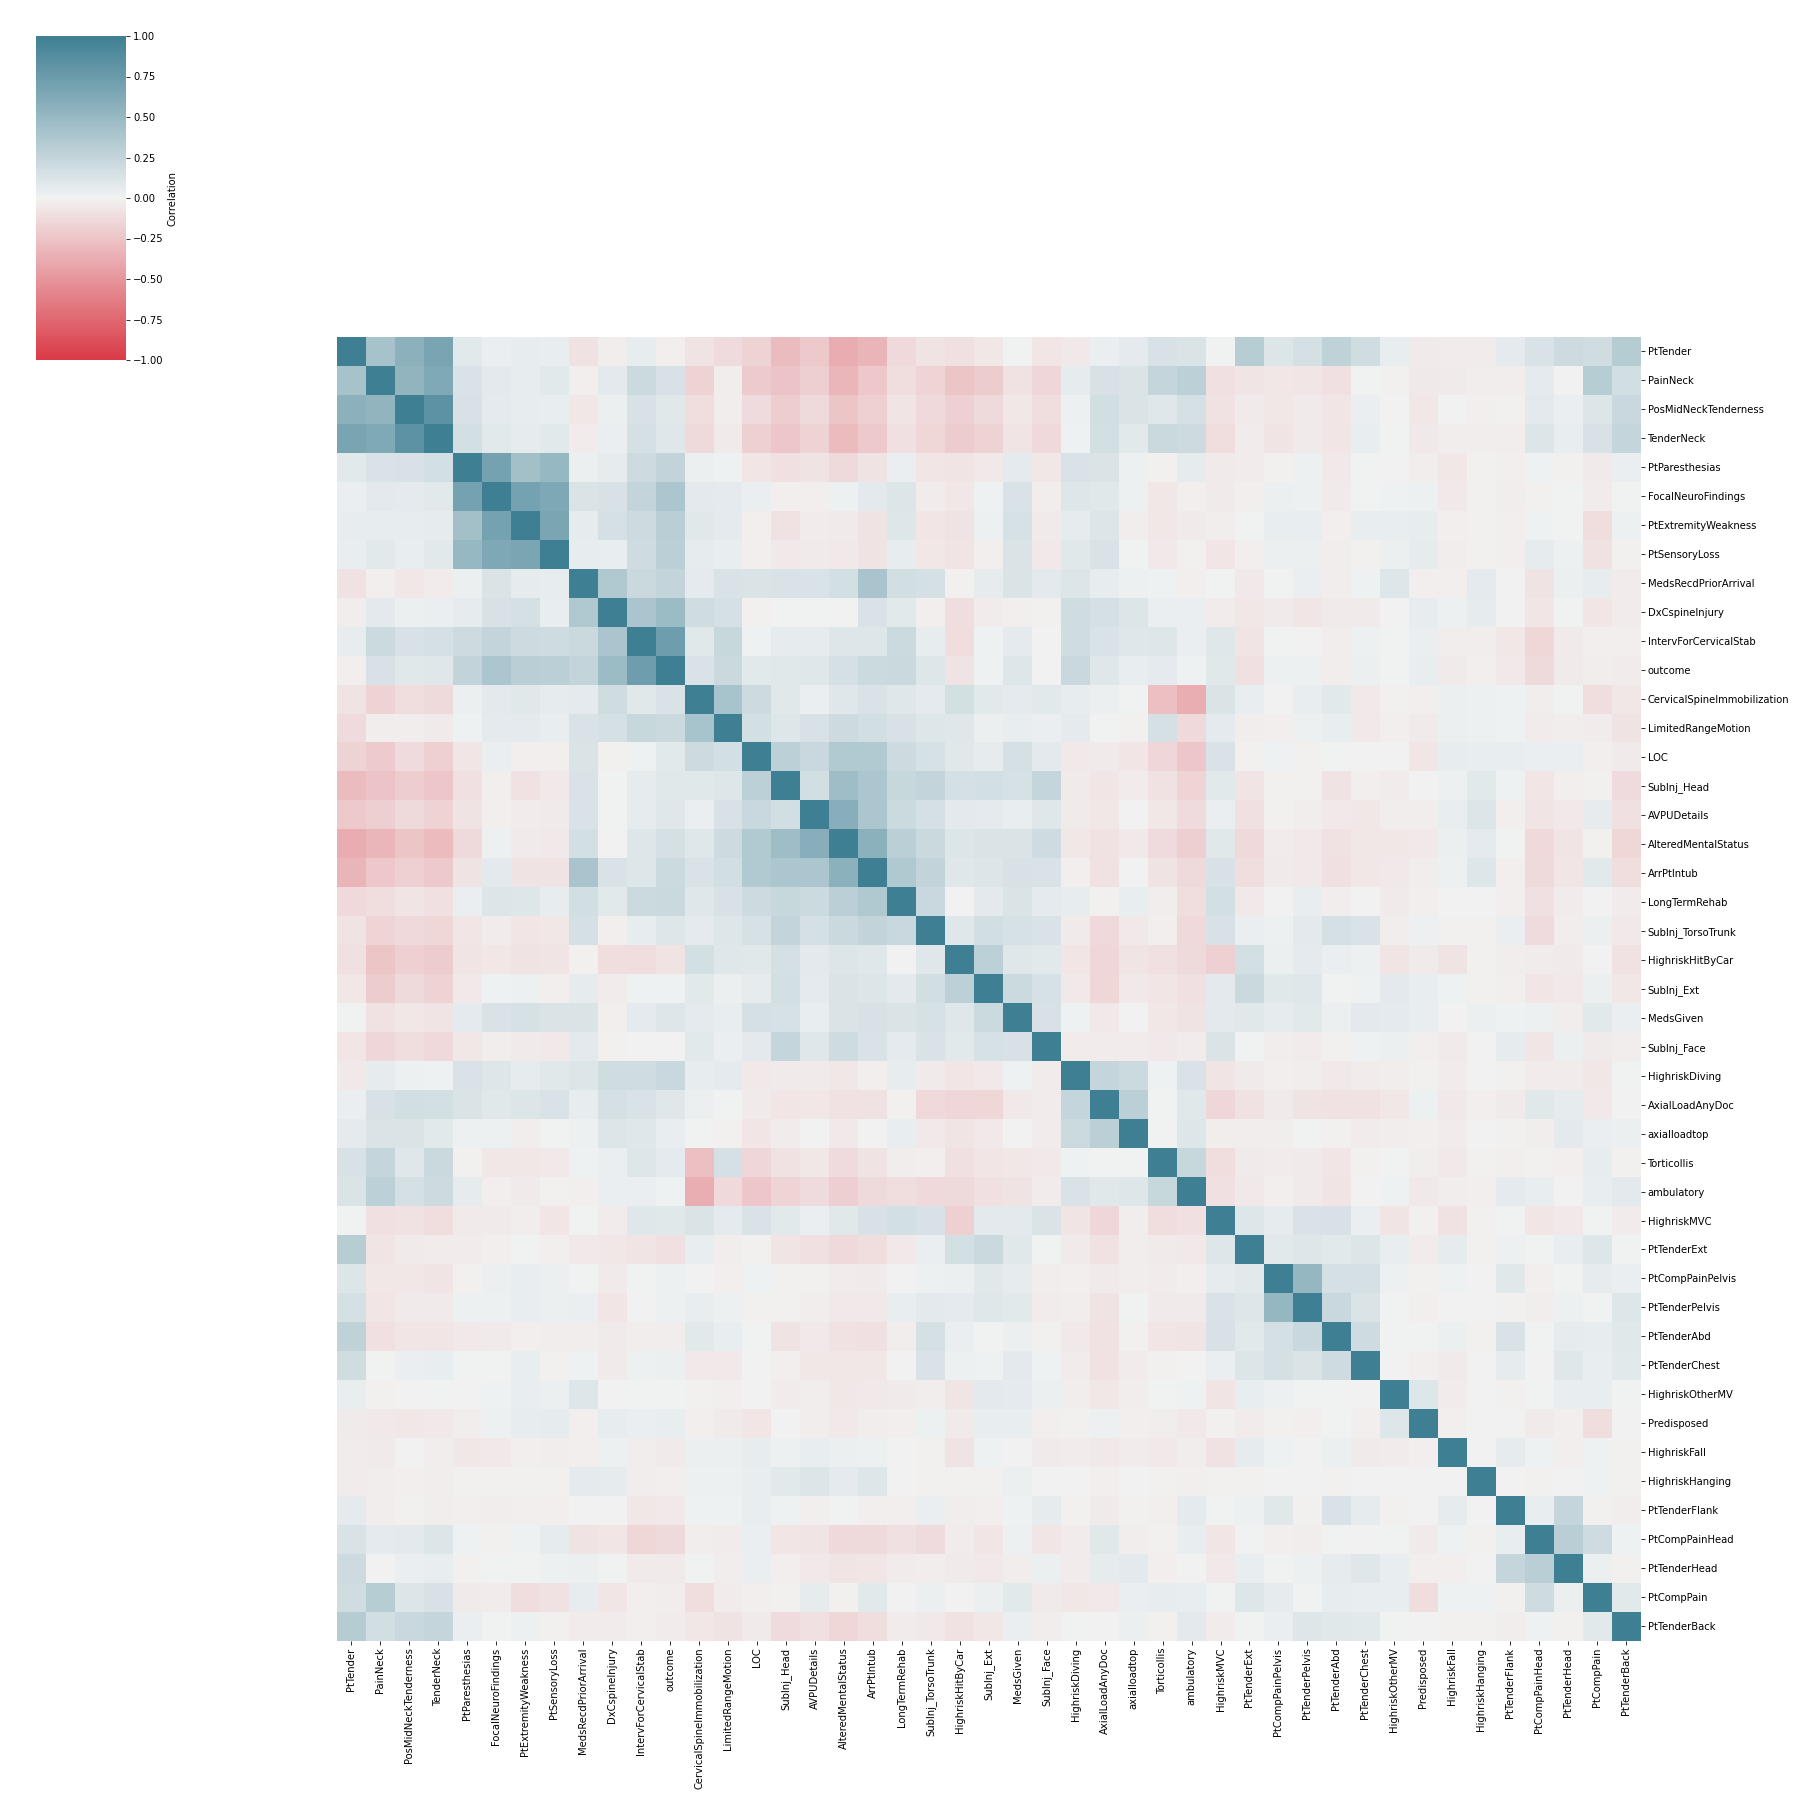 1.00
0.75
0.50
0.25
0.00
−0.25
−0.50
−0.75
−1.00
Correlation
PtTender
PainNeck
PosMidNeckTenderness
TenderNeck
PtParesthesias
FocalNeuroFindings
PtExtremityWeakness
PtSensoryLoss
MedsRecdPriorArrival
DxCspineInjury
IntervForCervicalStab
outcome
CervicalSpineImmobilization
LimitedRangeMotion
LOC
SubInj_Head
AVPUDetails
AlteredMentalStatus
ArrPtIntub
LongTermRehab
SubInj_TorsoTrunk
HighriskHitByCar
SubInj_Ext
MedsGiven
SubInj_Face
HighriskDiving
AxialLoadAnyDoc
axialloadtop
Torticollis
ambulatory
HighriskMVC
PtTenderExt
PtCompPainPelvis
PtTenderPelvis
PtTenderAbd
PtTenderChest
HighriskOtherMV
Predisposed
HighriskFall
HighriskHanging
PtTenderFlank
PtCompPainHead
PtTenderHead
PtCompPain
PtTenderBack
PtTender
PainNeck
PosMidNeckTenderness
TenderNeck
PtParesthesias
FocalNeuroFindings
PtExtremityWeakness
PtSensoryLoss
MedsRecdPriorArrival
DxCspineInjury
IntervForCervicalStab
outcome
CervicalSpineImmobilization
LimitedRangeMotion
LOC
SubInj_Head
AVPUDetails
AlteredMentalStatus
ArrPtIntub
LongTermRehab
SubInj_TorsoTrunk
HighriskHitByCar
SubInj_Ext
MedsGiven
SubInj_Face
HighriskDiving
AxialLoadAnyDoc
axialloadtop
Torticollis
ambulatory
HighriskMVC
PtTenderExt
PtCompPainPelvis
PtTenderPelvis
PtTenderAbd
PtTenderChest
HighriskOtherMV
Predisposed
HighriskFall
HighriskHanging
PtTenderFlank
PtCompPainHead
PtTenderHead
PtCompPain
PtTenderBack